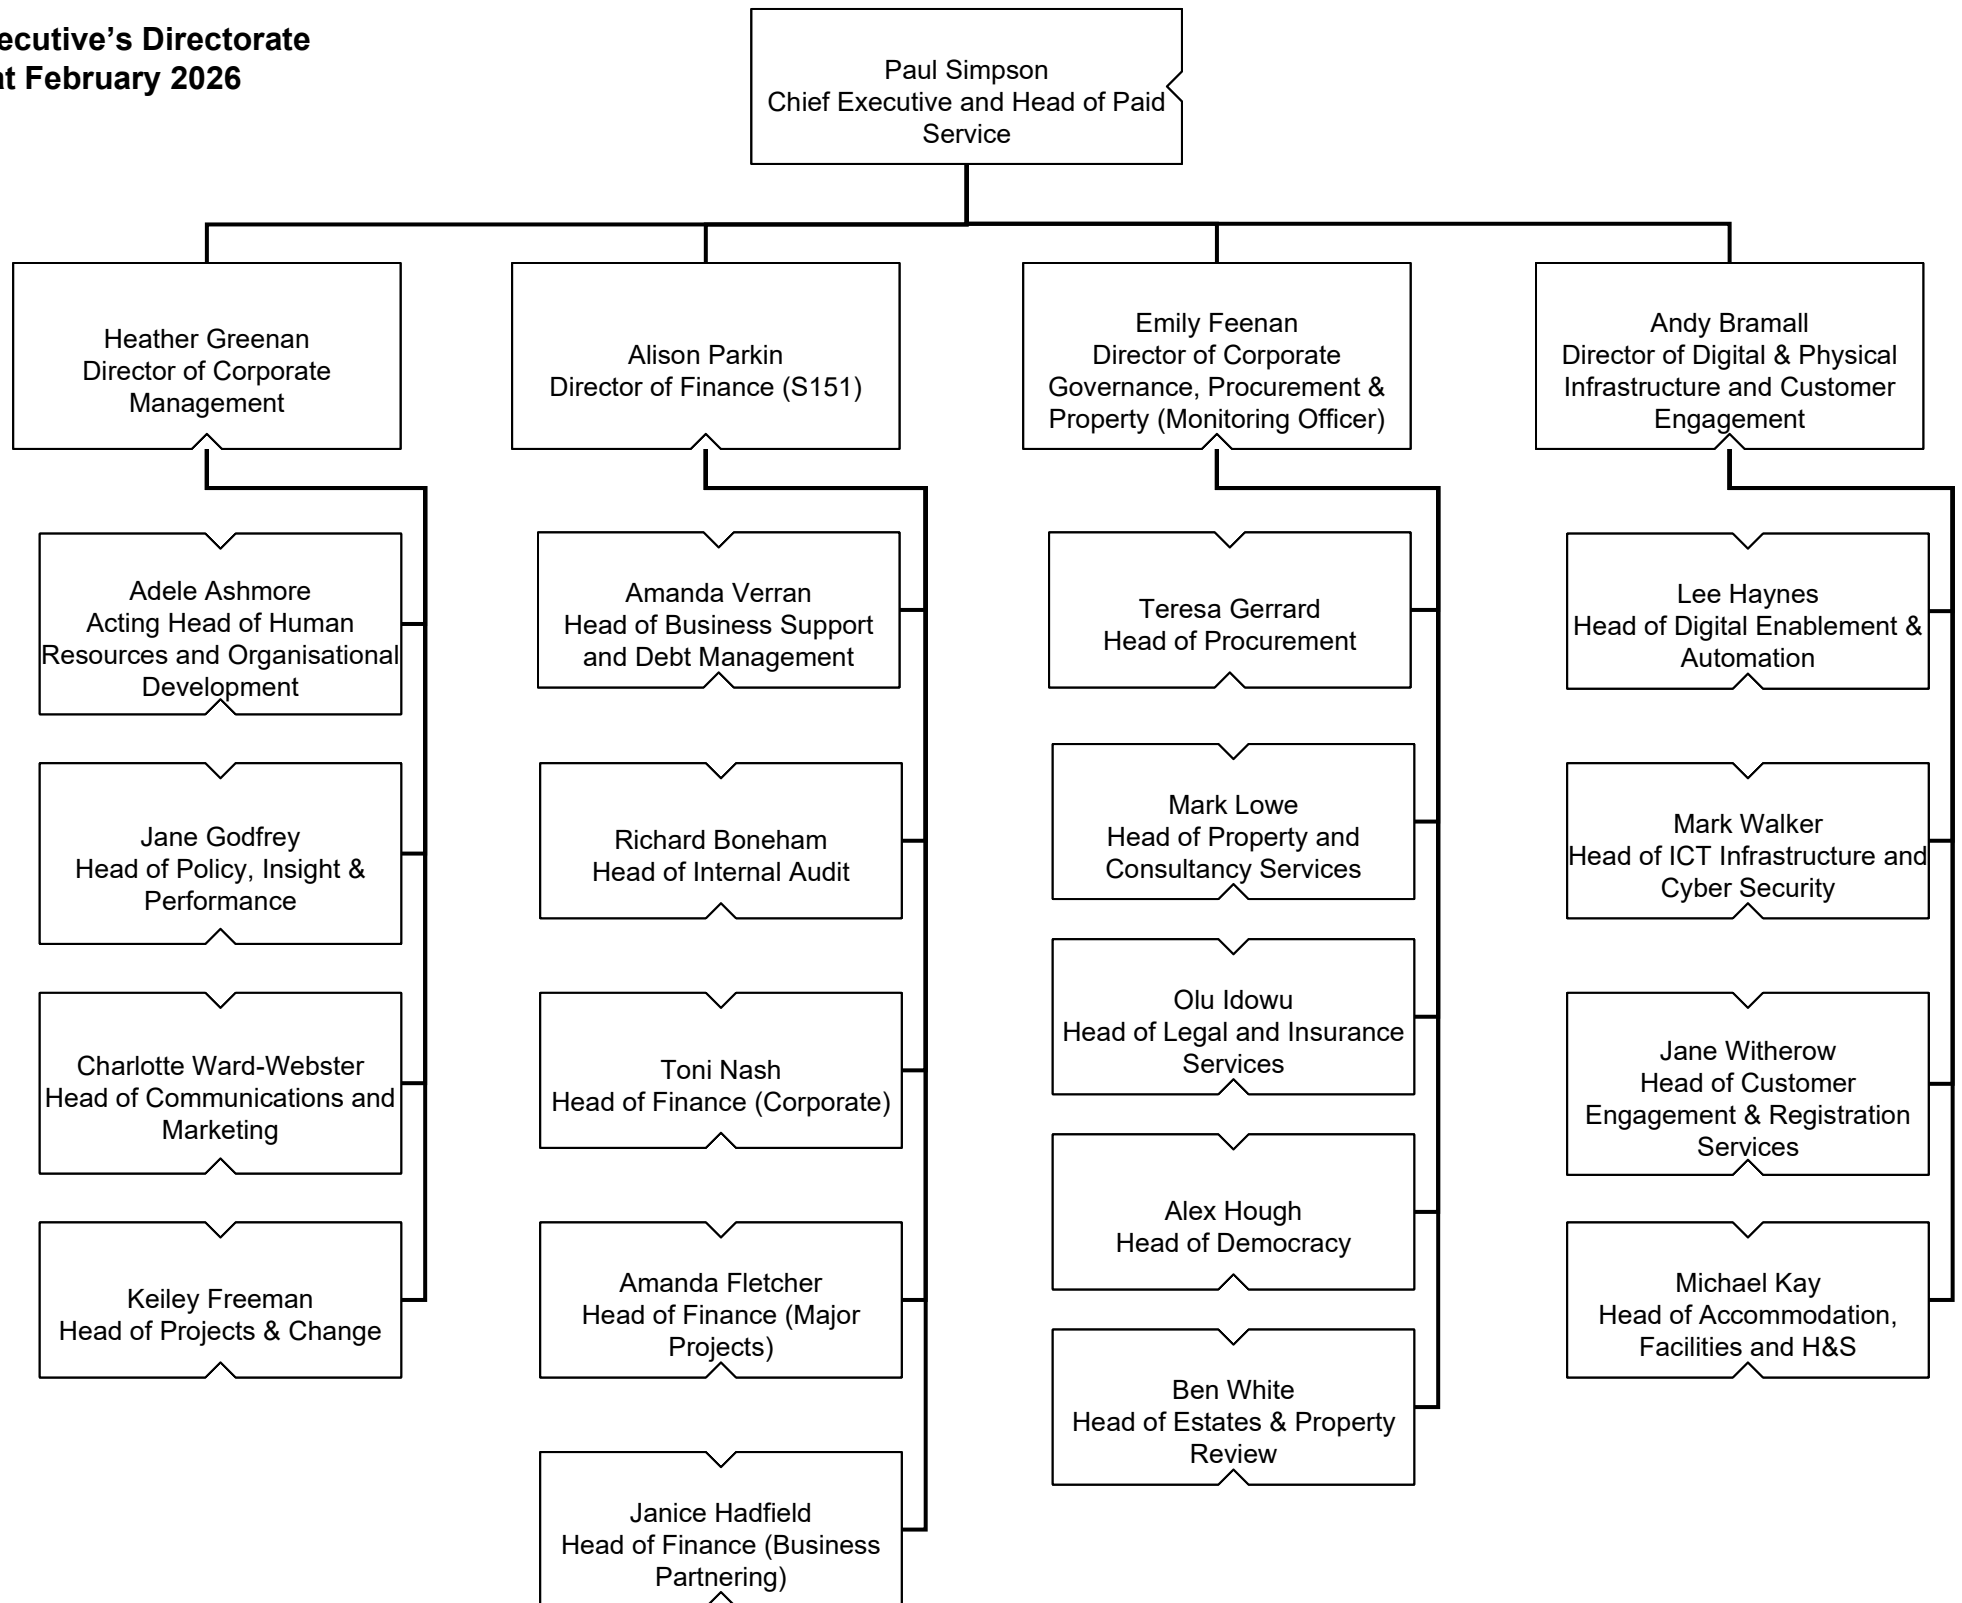 ecutive’s Directorate
at February 2026
Paul Simpson
Chief Executive and Head of Paid
Service
Heather Greenan
Director of Corporate
Management
Alison Parkin
Director of Finance (S151)
Emily Feenan
Director of Corporate
Governance, Procurement &
Property (Monitoring Officer)
Andy Bramall
Director of Digital & Physical
Infrastructure and Customer
Engagement
Adele Ashmore
Acting Head of Human
Resources and Organisational
Development
Jane Godfrey
Head of Policy, Insight &
Performance
Charlotte Ward-Webster
Head of Communications and
Marketing
Keiley Freeman
Head of Projects & Change
Amanda Verran
Head of Business Support
and Debt Management
Richard Boneham
Head of Internal Audit
Toni Nash
Head of Finance (Corporate)
Amanda Fletcher
Head of Finance (Major
Projects)
Janice Hadfield
Head of Finance (Business
Partnering)
Teresa Gerrard
Head of Procurement
Mark Lowe
Head of Property and
Consultancy Services
Olu Idowu
Head of Legal and Insurance
Services
Alex Hough
Head of Democracy
Ben White
Head of Estates & Property
Review
Lee Haynes
Head of Digital Enablement &
Automation
Mark Walker
Head of ICT Infrastructure and
Cyber Security
Jane Witherow
Head of Customer
Engagement & Registration
Services
Michael Kay
Head of Accommodation,
Facilities and H&S